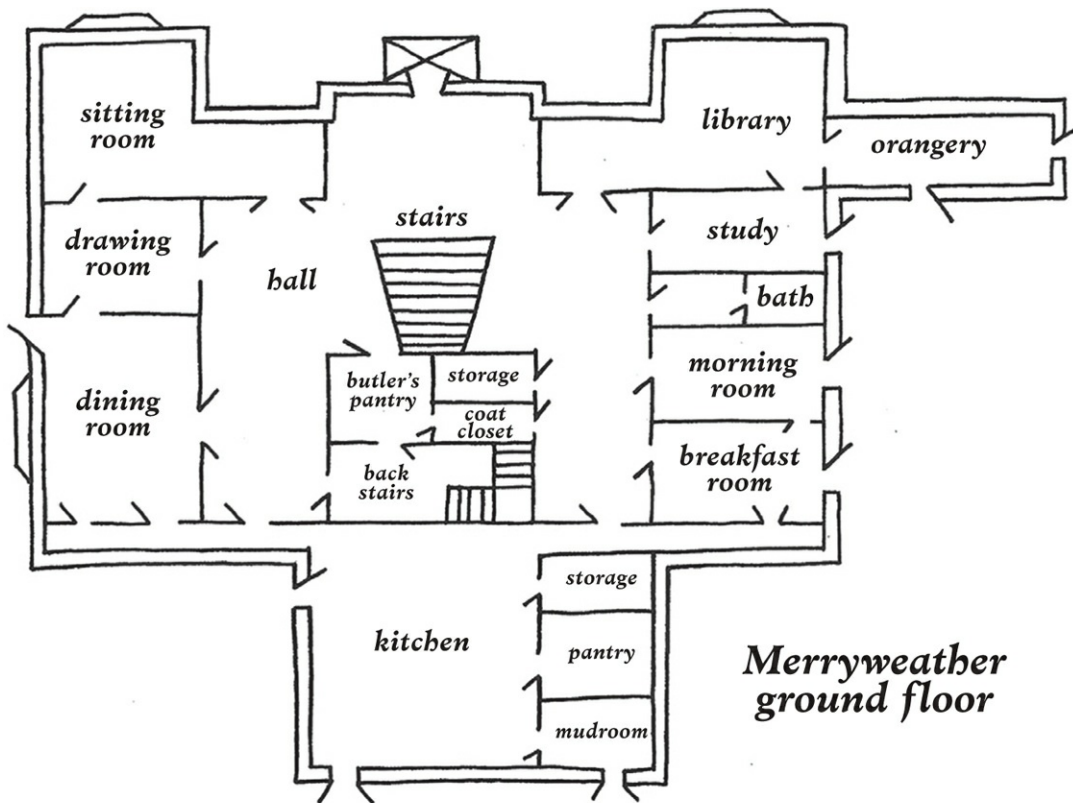 sitting
room
library
orangery
stairs
drawing
room
study
hall
bath
butler's
pantry
storage
morning
room
coat
closet
dining
room
back
stairs
breakfast
room
storage
kitchen
pantry
mudroom
Merryweather
ground floor